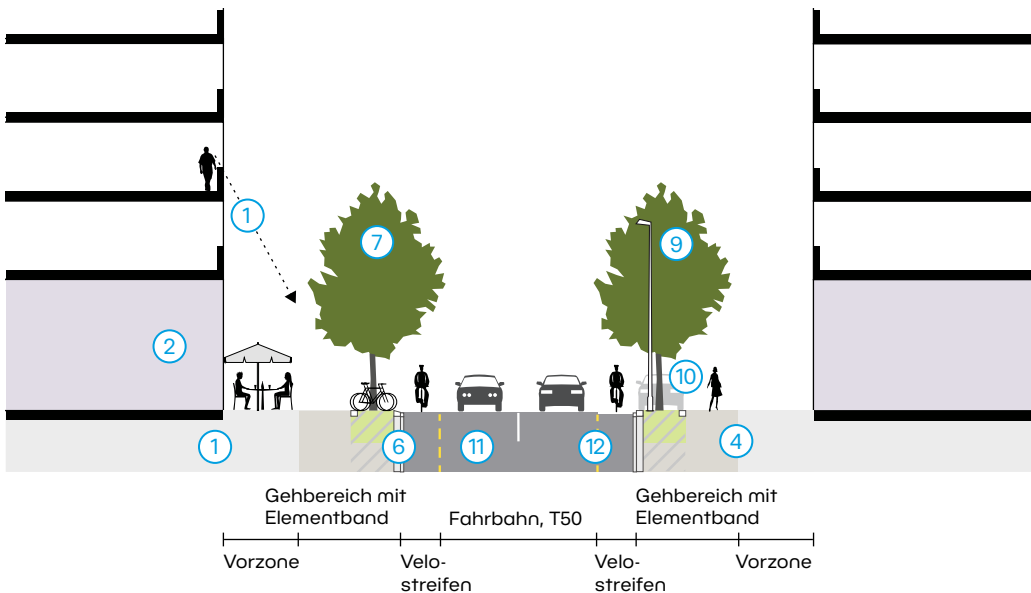 1
7
9
2
10
1
6
11
12
4
Gehbereich mit
Elementband
Fahrbahn, T50
Gehbereich mit
Elementband
Vorzone
Velo-
streifen
Velo-
streifen
Vorzone